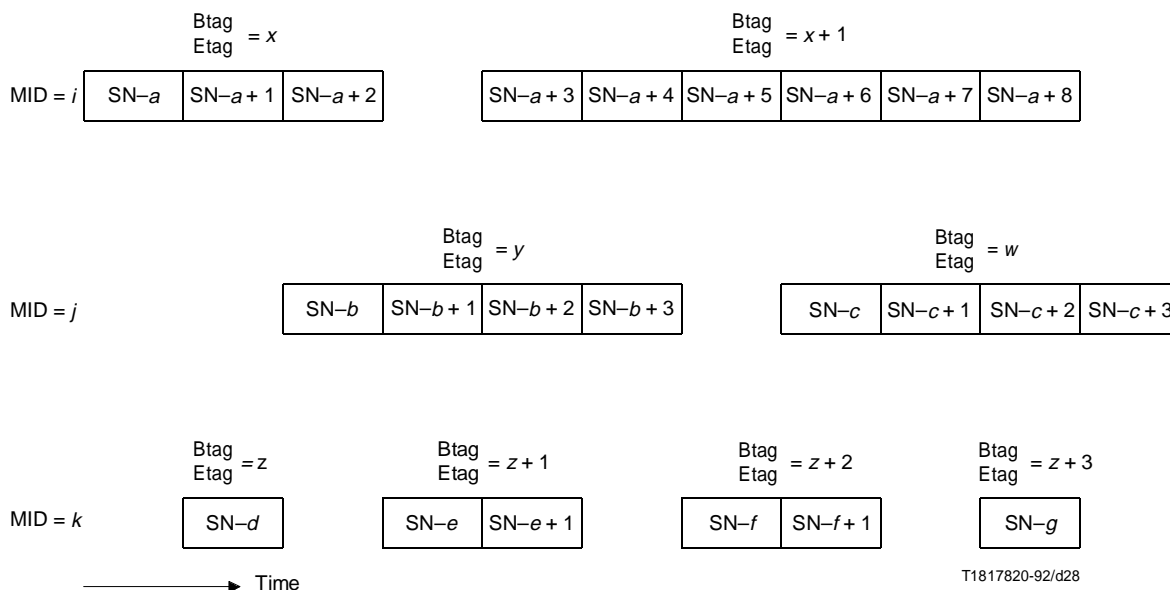 Btag
Etag = x
Btag
Etag = x + 1
MID = i SN–a SN–a + 1 SN–a + 2 SN–a + 3 SN–a + 4 SN–a + 5 SN–a + 6 SN–a + 7 SN–a + 8
Btag
Etag = y
Btag
Etag = w
MID = j SN–b SN–b + 1 SN–b + 2 SN–b + 3 SN–c SN–c + 1 SN–c + 2 SN–c + 3
Btag
Etag = z
Btag
Etag = z + 1
Btag
Etag = z + 2
Btag
Etag = z + 3
MID = k SN–d SN–e SN–e + 1 SN–f SN–f + 1 SN–g
Time
T1817820-92/d28